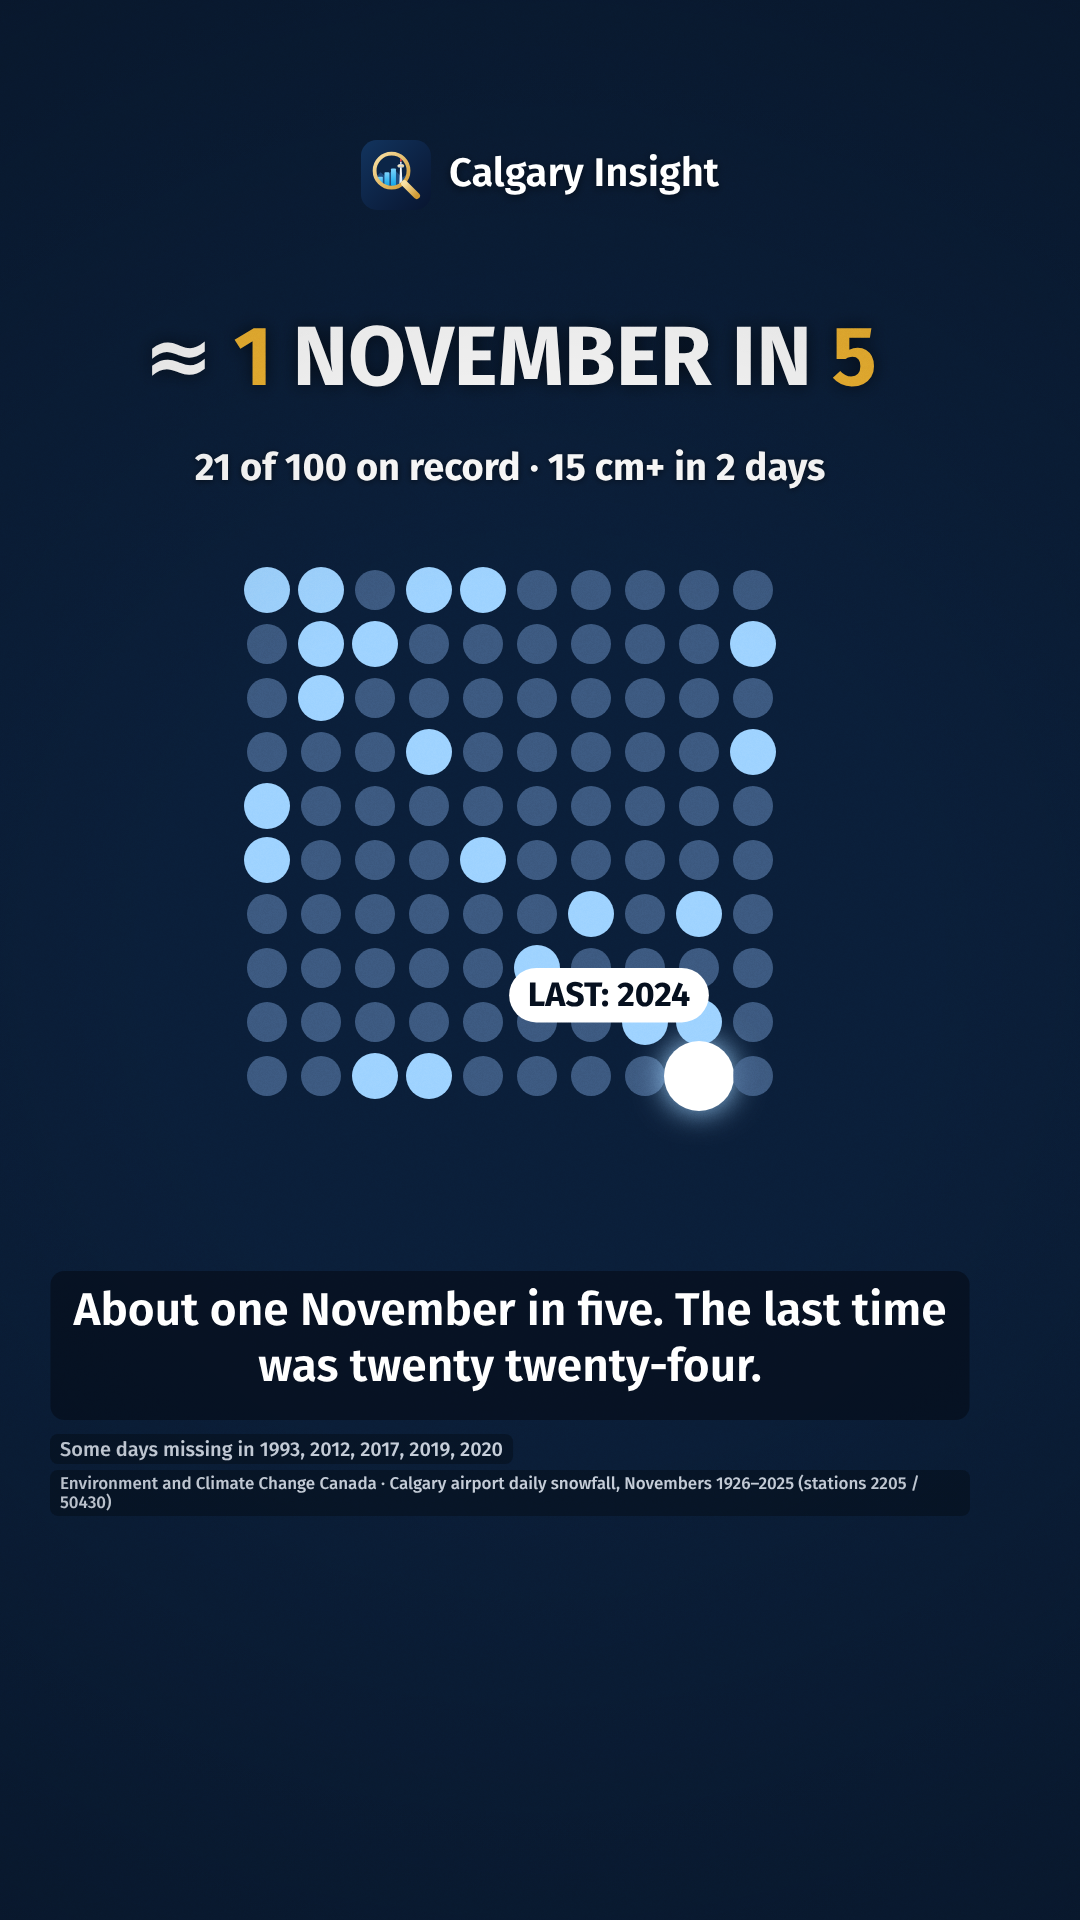 Calgary Insight
≈ 1 NOVEMBER IN 5
21 of 100 on record · 15 cm+ in 2 days
LAST: 2024
About one November in five. The last time
was twenty twenty-four.
Some days missing in 1993, 2012, 2017, 2019, 2020
Environment and Climate Change Canada · Calgary airport daily snowfall, Novembers 1926–2025 (stations 2205 /
50430)